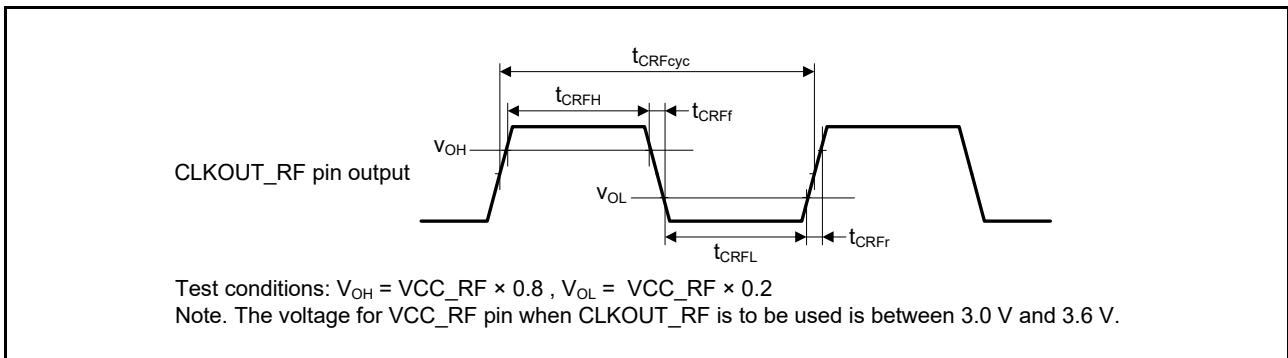 tCRFcyc
tCRFH
tCRFf
VOH
CLKOUT_RF pin output
VOL
tCRFL
tCRFr
Test conditions: VOH = VCC_RF × 0.8 , VOL = VCC_RF × 0.2
Note. The voltage for VCC_RF pin when CLKOUT_RF is to be used is between 3.0 V and 3.6 V.